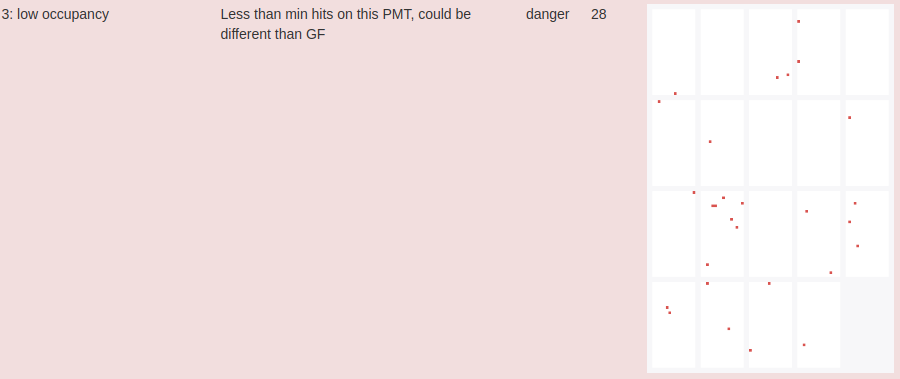 3: low occupancy Less than min hits on this PMT, could be danger 28
different than GF